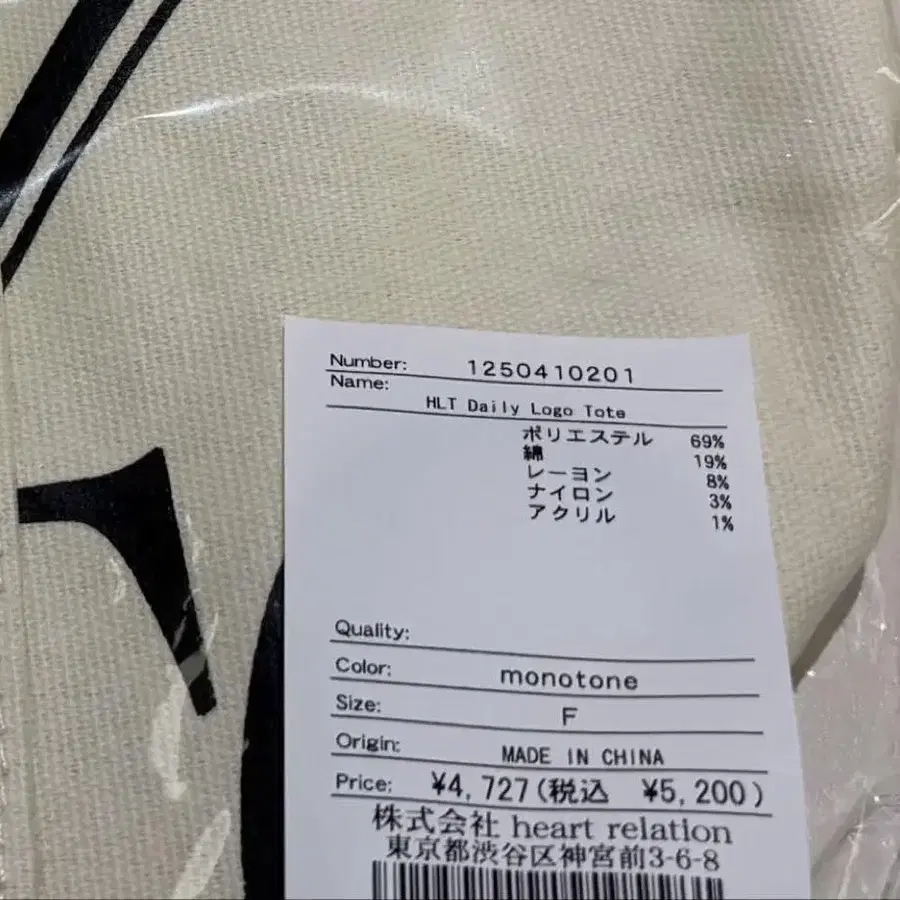 Number: 1250410201
Name:
HLT Daily Logo Tote
ポリエステル 69%
綿 19%
レーヨン 8%
ナイロン 3%
アクリル 1%
Quality:
Color: monotone
Size: F
Origin: MADE IN CHINA
Price: ¥4,727(税込 ¥5,200)
株式会社 heart relation
東京都渋谷区神宮前3-6-8